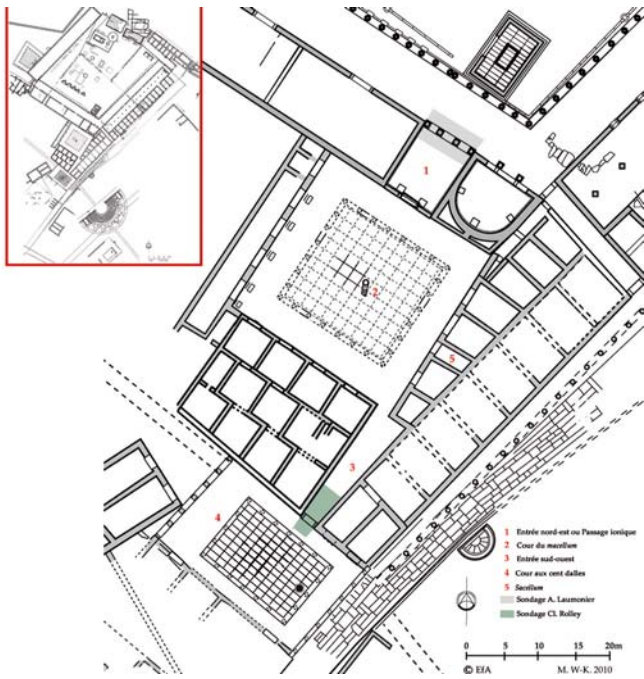 1
2
5
3
4
1 Entrée nord-est ou Passage ionique
2 Cour du macellum
3 Entrée sud-ouest
4 Cour aux cent dalles
5 Sacellum
Sondage A. Laumonier
Sondage Cl. Rolley
0 5 10 15 20m
© EfA M. W-K. 2010